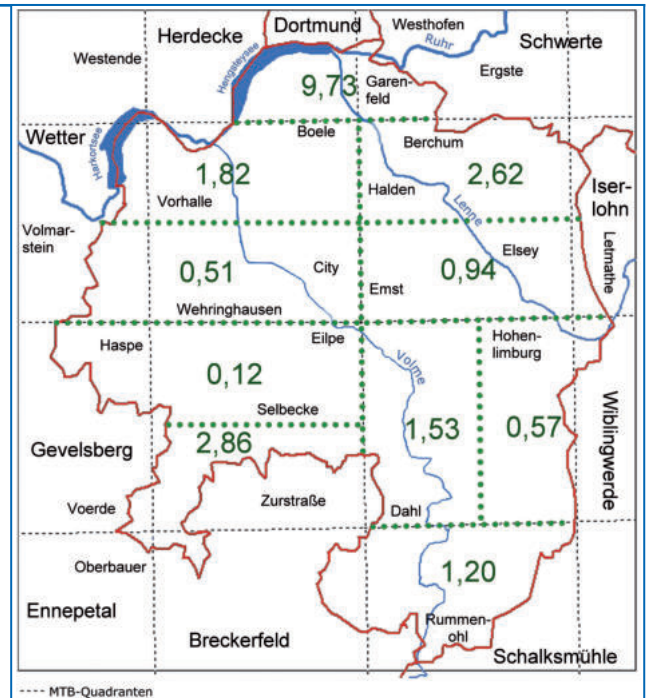 Dortmund
Westhofen
Herdecke
Schwerte
Ruhr
Westende
Hengsteysee
Ergste
9,73
Garen-
feld
Wetter
Boele
Berchum
Harkortsee
1,82
2,62
Iser-
lohn
Vorhalle
Halden
Lenne
Volmar-
stein
Letmathe
Elsey
City
0,51
0,94
Emst
Wehringhausen
Eilpe
Hohen-
limburg
Haspe
Volme
0,12
Wiblingwerde
Selbecke
1,53
0,57
Gevelsberg
2,86
Zurstraße
Voerde
Dahl
Oberbauer
1,20
Ennepetal
Rummen-
ohl
Breckerfeld
Schalksmühle
---- MTB-Quadranten